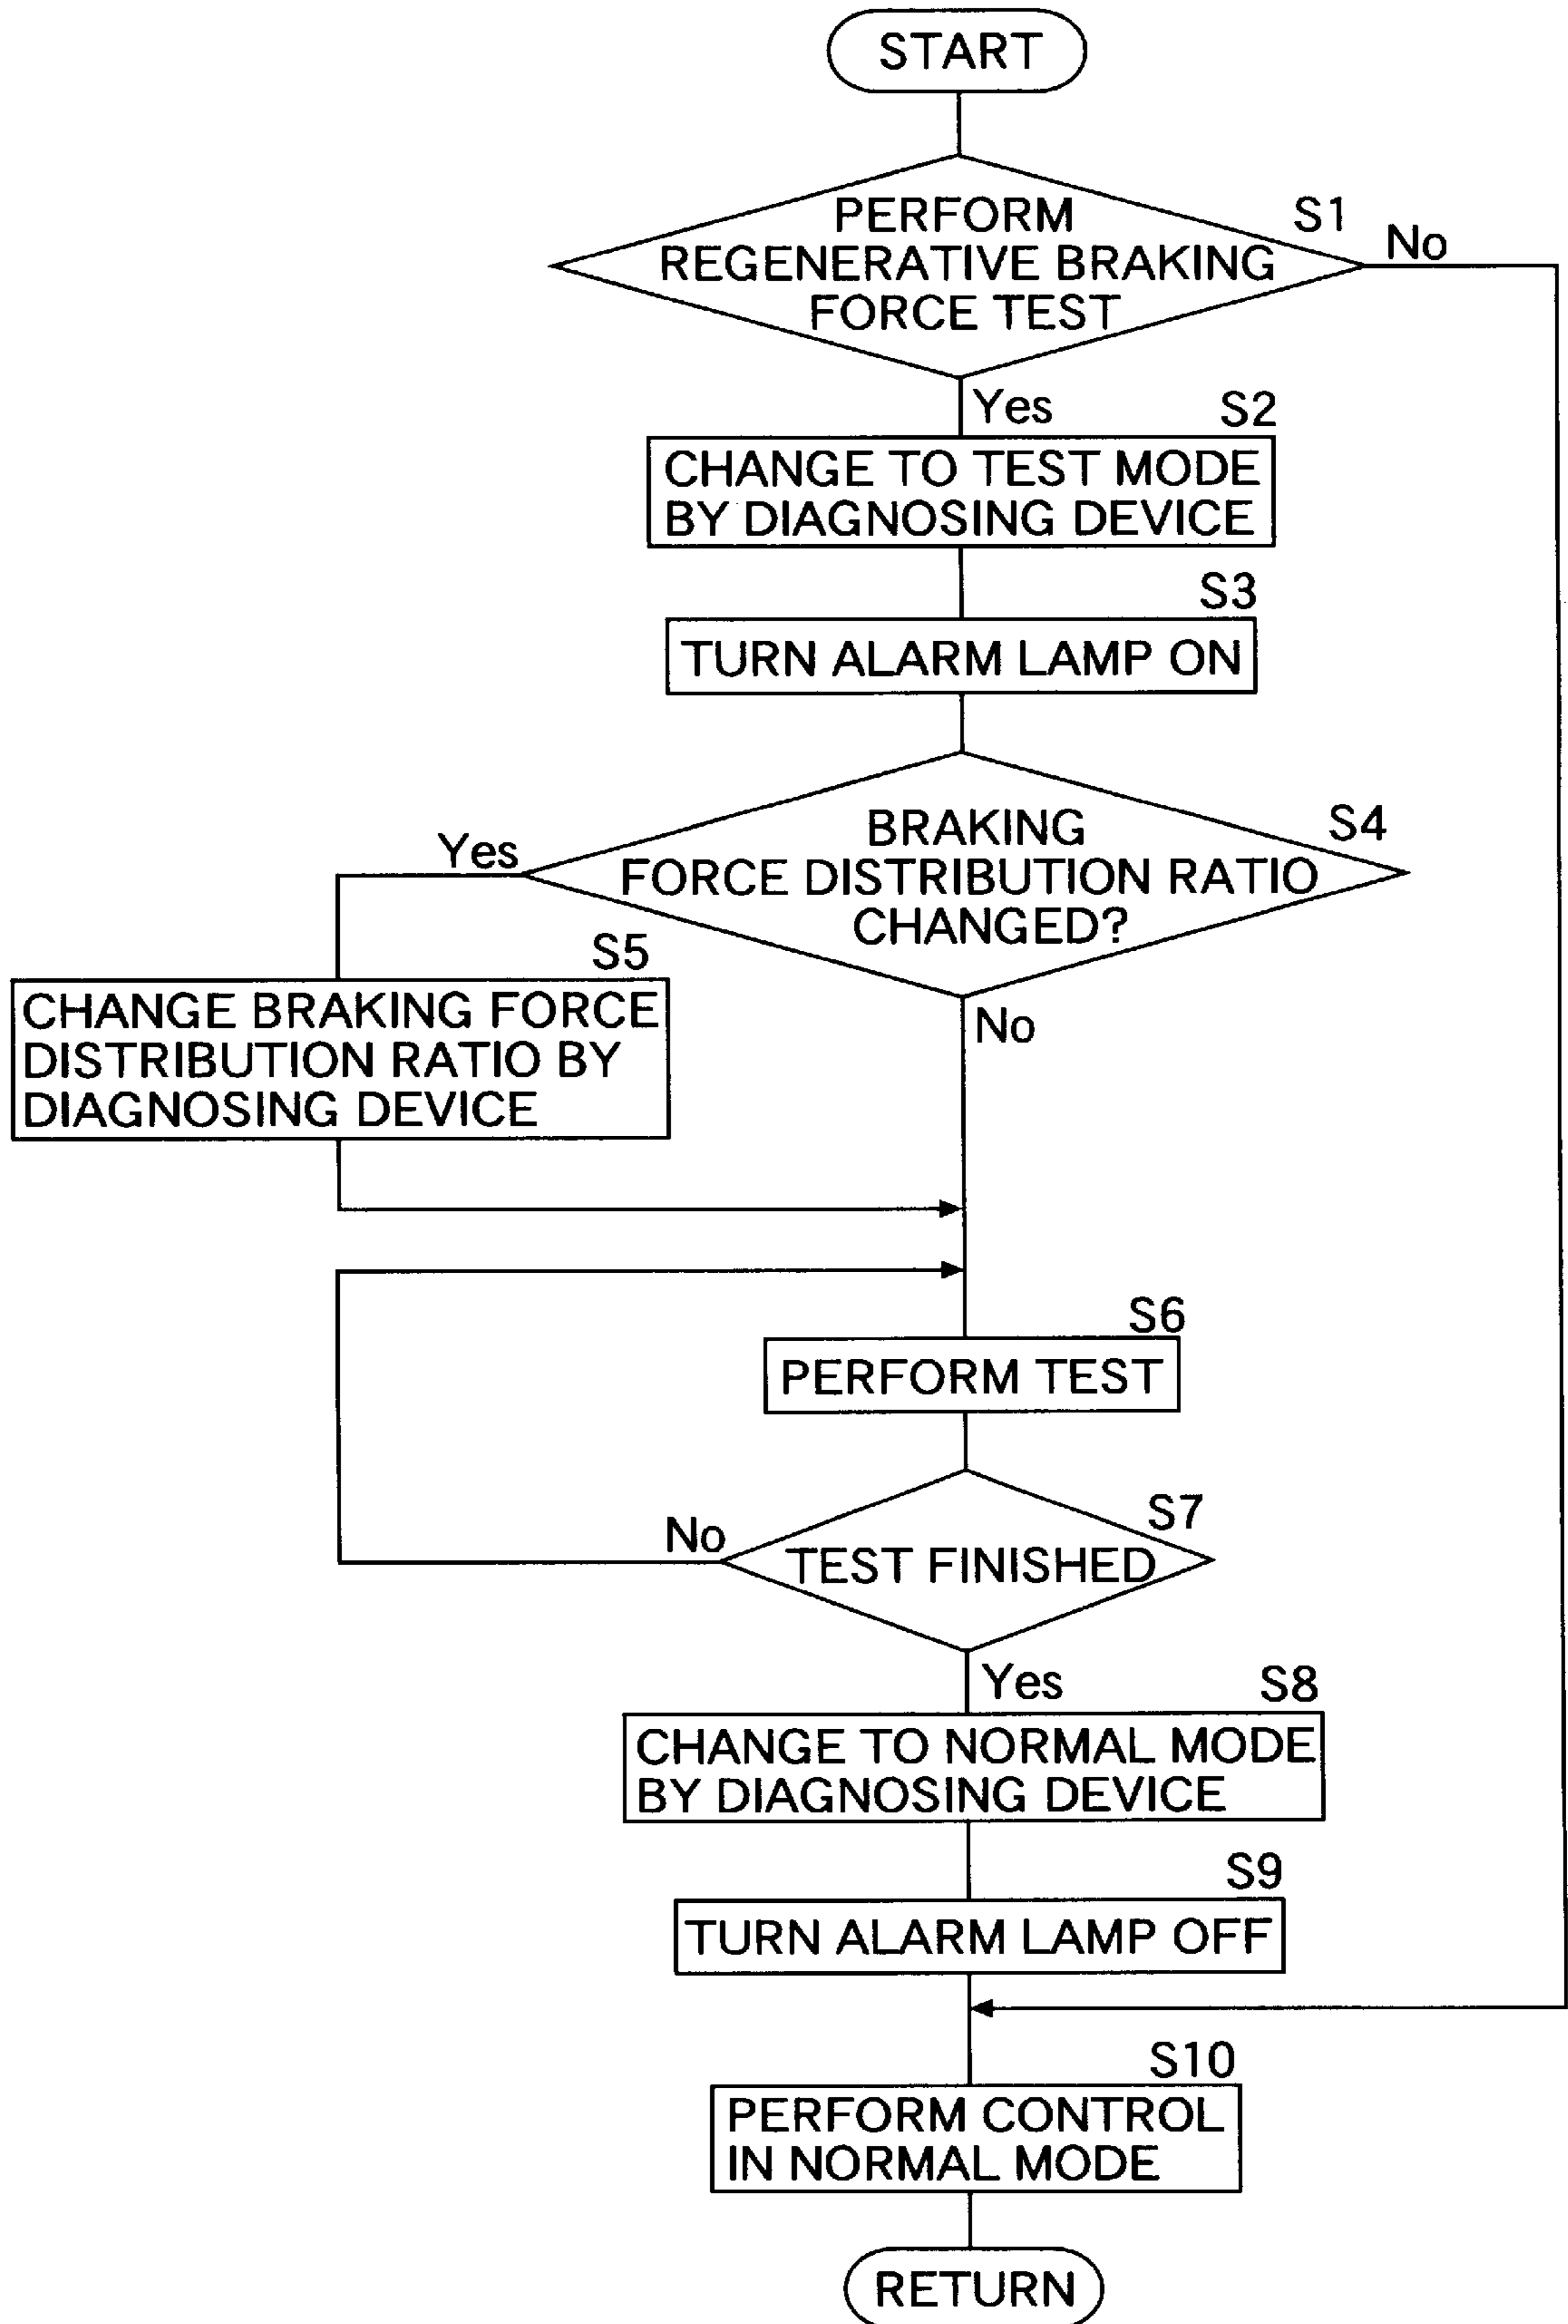 START
PERFORM
REGENERATIVE BRAKING
FORCE TEST
S1
No
Yes
S2
CHANGE TO TEST MODE
BY DIAGNOSING DEVICE
S3
TURN ALARM LAMP ON
BRAKING
FORCE DISTRIBUTION RATIO
CHANGED?
S4
Yes
S5
CHANGE BRAKING FORCE
DISTRIBUTION RATIO BY
DIAGNOSING DEVICE
No
S6
PERFORM TEST
S7
No
TEST FINISHED
Yes
S8
CHANGE TO NORMAL MODE
BY DIAGNOSING DEVICE
S9
TURN ALARM LAMP OFF
S10
PERFORM CONTROL
IN NORMAL MODE
RETURN